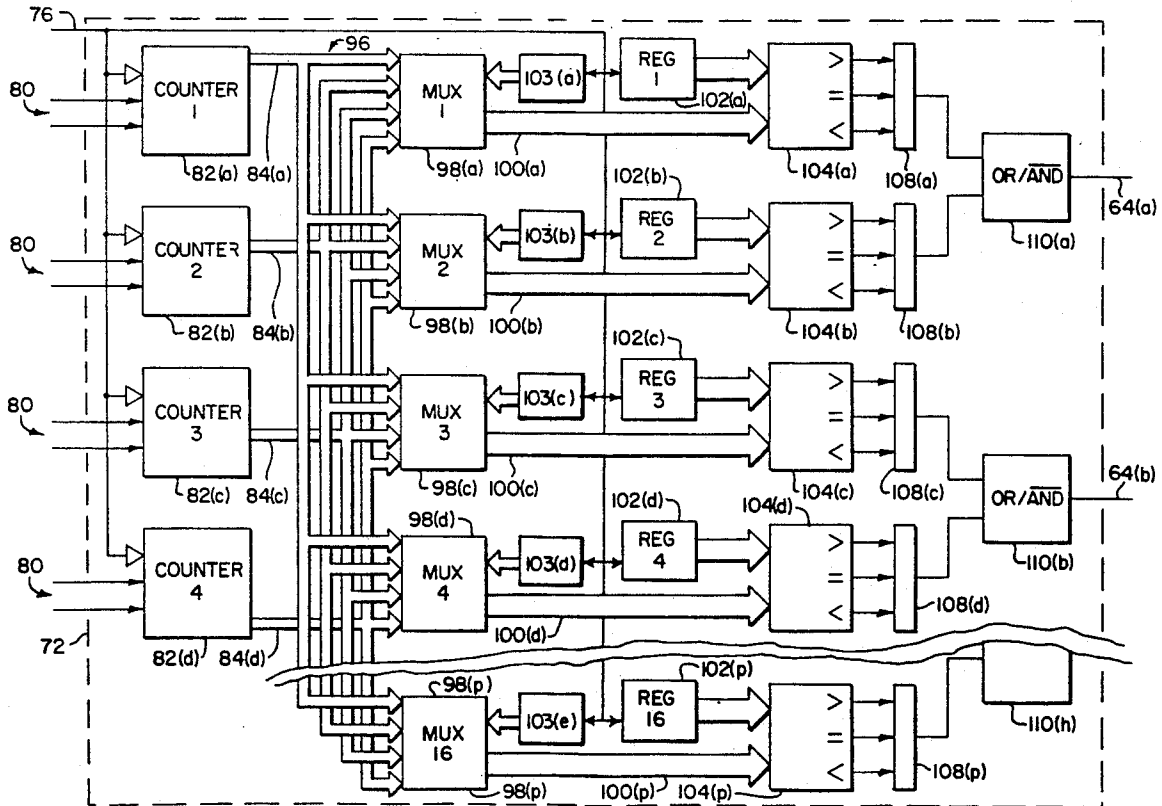 76
96
80
COUNTER
1
82(a)
84(a)
MUX
1
98(a)
100(a)
103(a)
REG
1
102(a)
>
=
<
104(a)
108(a)
OR/AND
110(a)
64(a)
80
COUNTER
2
82(b)
84(b)
MUX
2
98(b)
100(b)
103(b)
102(b)
REG
2
>
=
<
104(b)
108(b)
80
COUNTER
3
82(c)
84(c)
MUX
3
98(c)
100(c)
103(c)
102(c)
REG
3
>
=
<
104(c)
108(c)
OR/AND
110(b)
64(b)
80
COUNTER
4
82(d)
84(d)
98(d)
MUX
4
100(d)
103(d)
102(d)
REG
4
104(d)
>
=
<
108(d)
72
98(p)
MUX
16
98(p)
100(p)
103(e)
102(p)
REG
16
>
=
<
104(p)
108(p)
110(h)